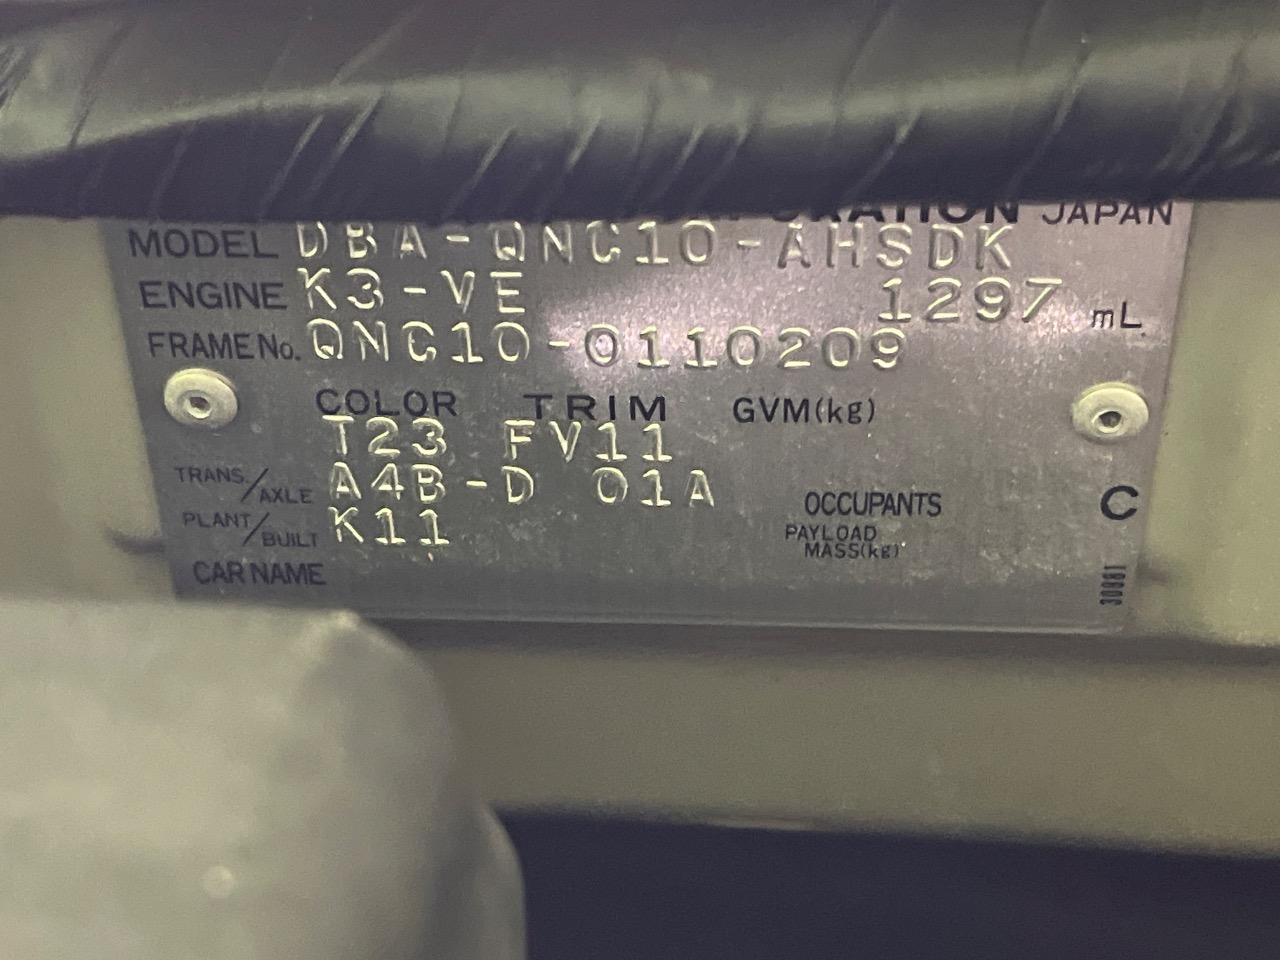 JAPAN
MODEL DBA-QNC10-AHSDK
ENGINE K3-VE 1297 mL
FRAME No. QNC10-0110209
COLOR TRIM GVM(kg)
T23 FV11
TRANS./AXLE A4B-D 01A
OCCUPANTS C
PLANT/BUILT K11
PAYLOAD
MASS(kg)
CAR NAME
30881